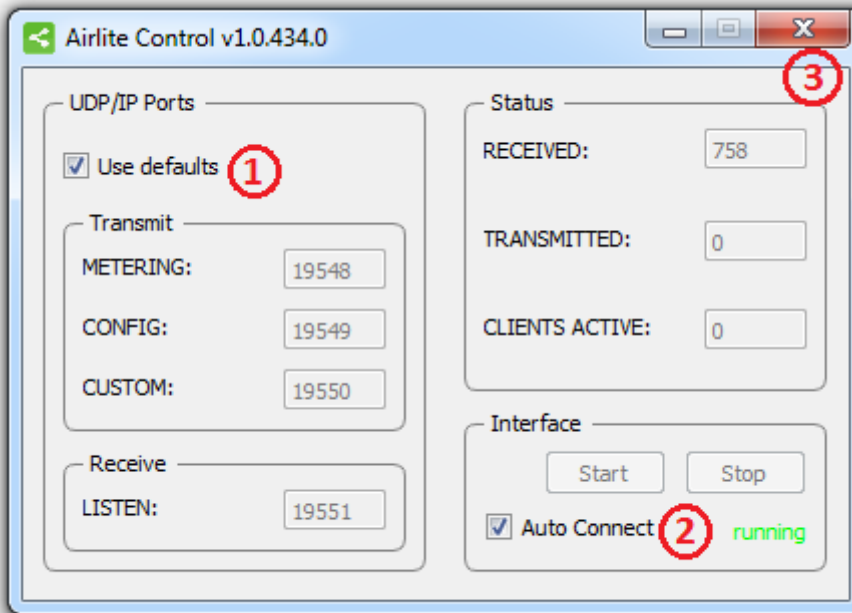 Airlite Control v1.0.434.0
3
UDP/IP Ports
Use defaults 1
Transmit
METERING: 19548
CONFIG: 19549
CUSTOM: 19550
Receive
LISTEN: 19551
Status
RECEIVED: 758
TRANSMITTED: 0
CLIENTS ACTIVE: 0
Interface
Start Stop
Auto Connect 2 running